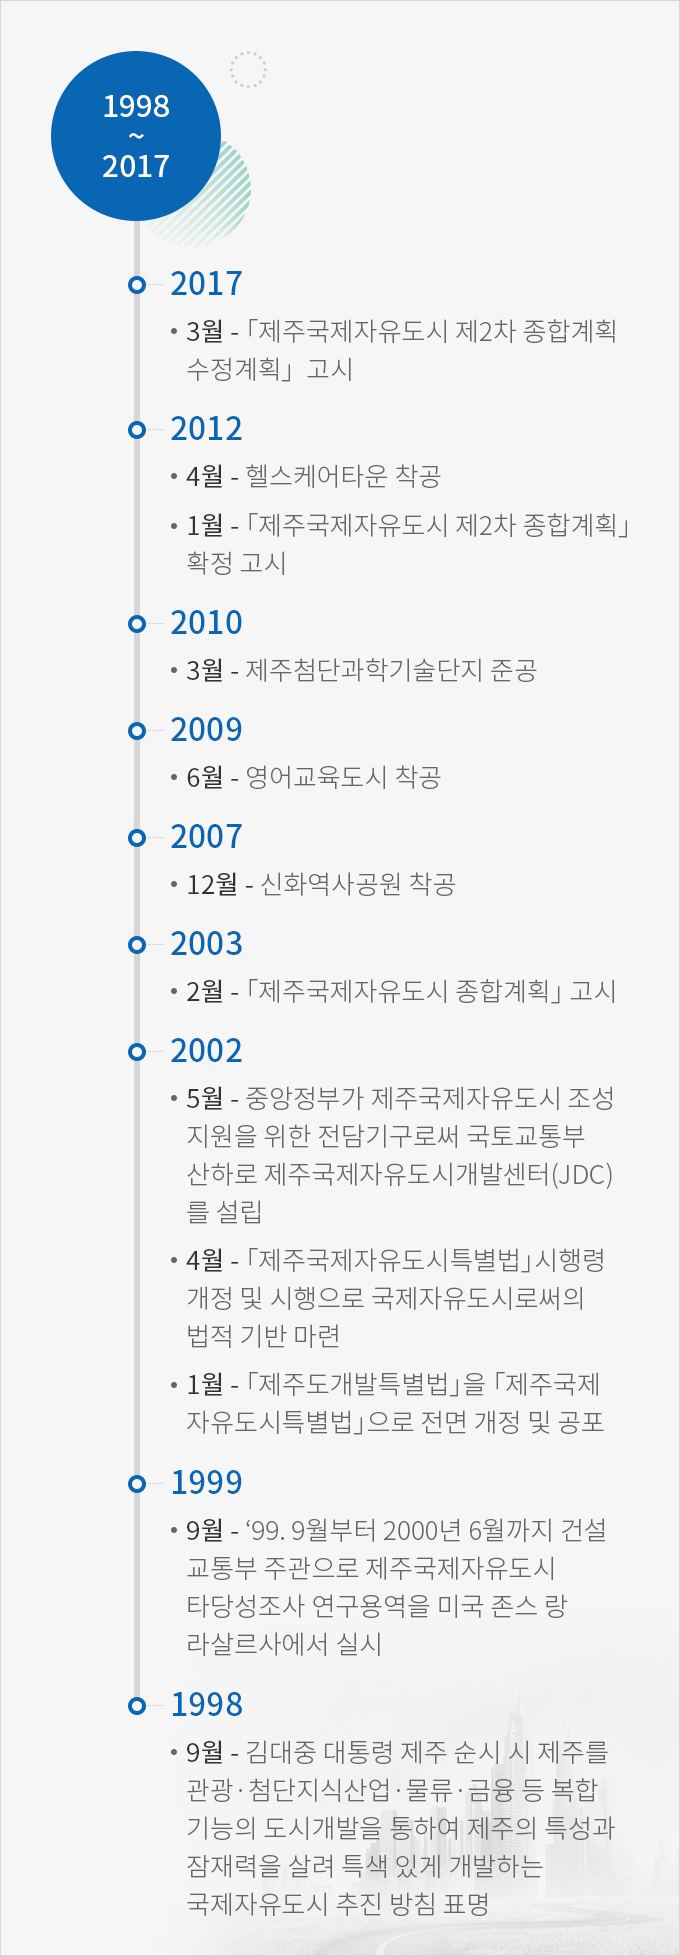 1998
~
2017
2017
• 3월 - 「제주국제자유도시 제2차 종합계획
수정계획」 고시
2012
• 4월 - 헬스케어타운 착공
• 1월 - 「제주국제자유도시 제2차 종합계획」
확정 고시
2010
• 3월 - 제주첨단과학기술단지 준공
2009
• 6월 - 영어교육도시 착공
2007
• 12월 - 신화역사공원 착공
2003
• 2월 - 「제주국제자유도시 종합계획」 고시
2002
• 5월 - 중앙정부가 제주국제자유도시 조성
지원을 위한 전담기구로써 국토교통부
산하로 제주국제자유도시개발센터(JDC)
를 설립
• 4월 - 「제주국제자유도시특별법」시행령
개정 및 시행으로 국제자유도시로써의
법적 기반 마련
• 1월 - 「제주도개발특별법」을 「제주국제
자유도시특별법」으로 전면 개정 및 공포
1999
• 9월 - ‘99. 9월부터 2000년 6월까지 건설
교통부 주관으로 제주국제자유도시
타당성조사 연구용역을 미국 존스 랑
라살르사에서 실시
1998
• 9월 - 김대중 대통령 제주 순시 시 제주를
관광·첨단지식산업·물류·금융 등 복합
기능의 도시개발을 통하여 제주의 특성과
잠재력을 살려 특색 있게 개발하는
국제자유도시 추진 방침 표명